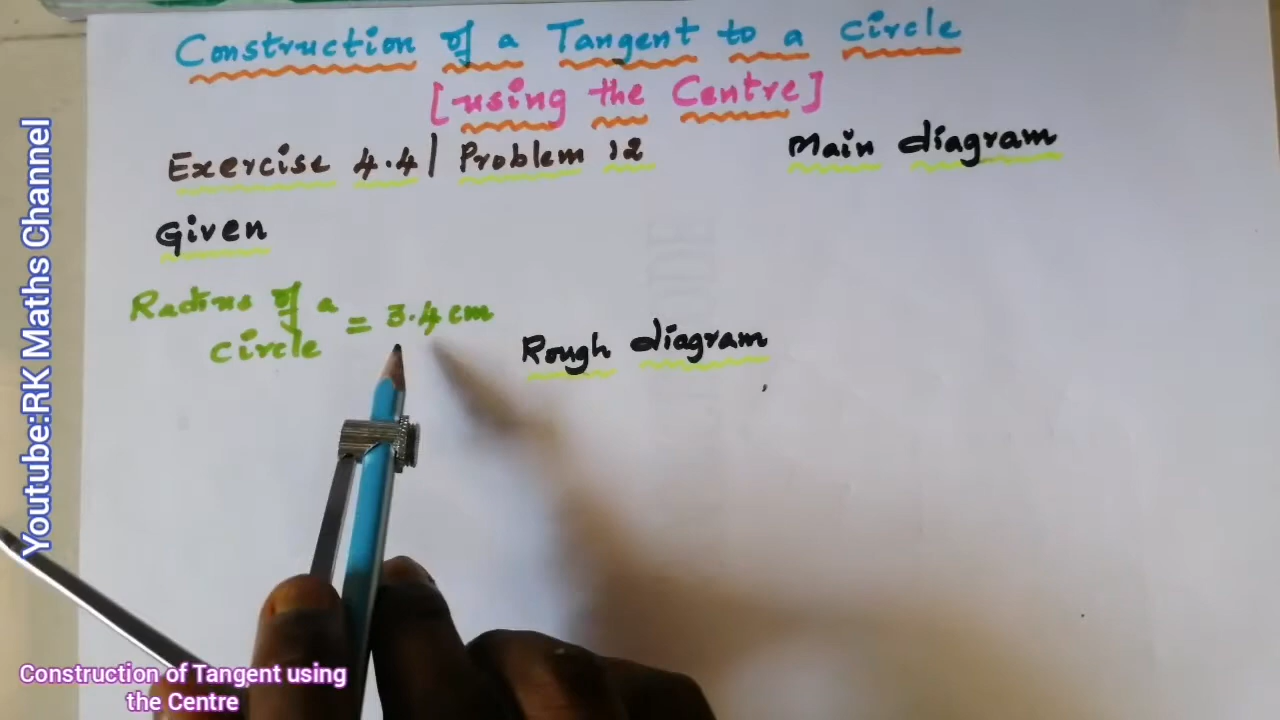 Construction of a Tangent to a circle
[using the Centre]
Exercise 4.4 | Problem 12
Main diagram
Given
Radius of a
circle = 3.4 cm
Rough diagram
Youtube:RK Maths Channel
Construction of Tangent using
the Centre